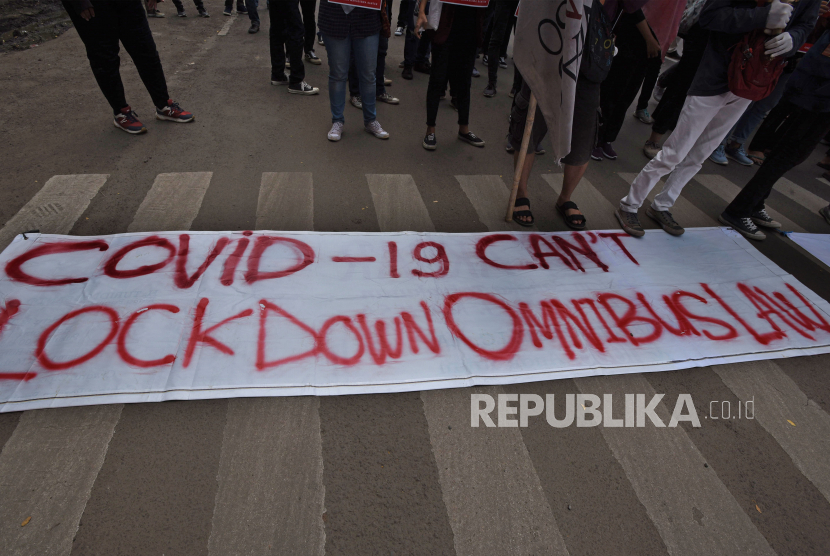 COVID-19 CAN'T
LOCKDOWN OMNIBUS LAW
REPUBLIKA.co.id